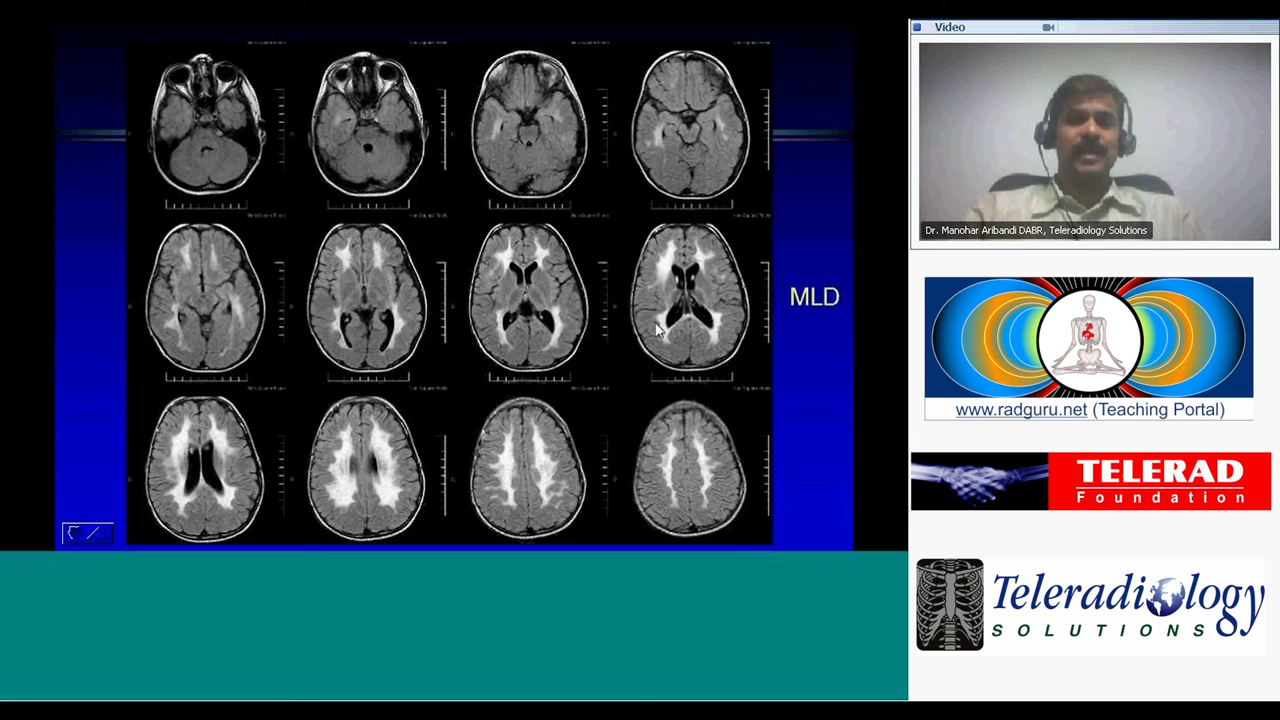 MLD
Video
Dr. Manohar Aribandi DABR, Teleradiology Solutions
www.radguru.net (Teaching Portal)
TELERAD
Foundation
Teleradiology
SOLUTIONS